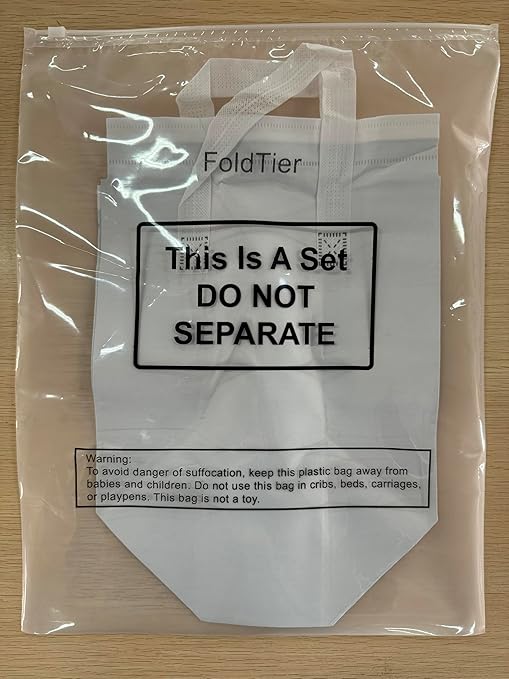 FoldTier
This Is A Set
DO NOT
SEPARATE
Warning:
To avoid danger of suffocation, keep this plastic bag away from
babies and children. Do not use this bag in cribs, beds, carriages,
or playpens. This bag is not a toy.